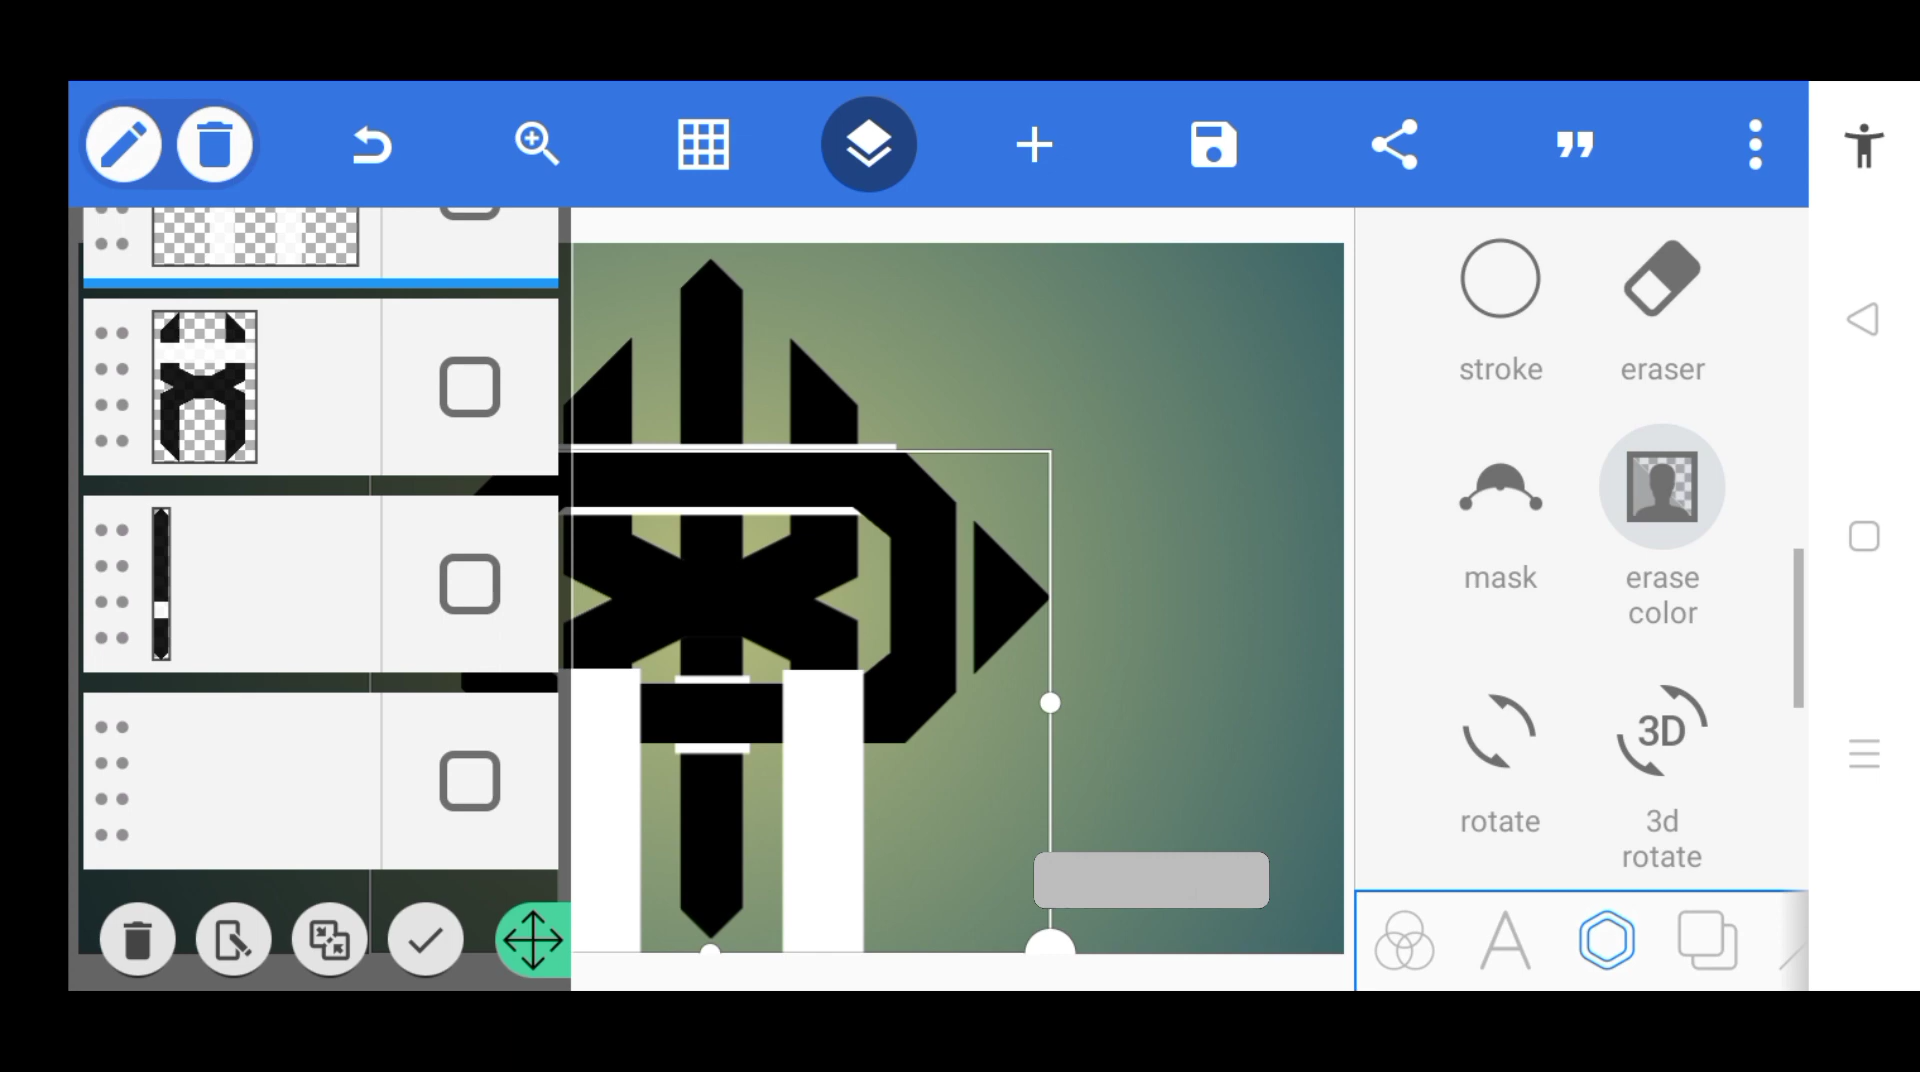 stroke
eraser
mask
erase
color
rotate
3D
3d
rotate